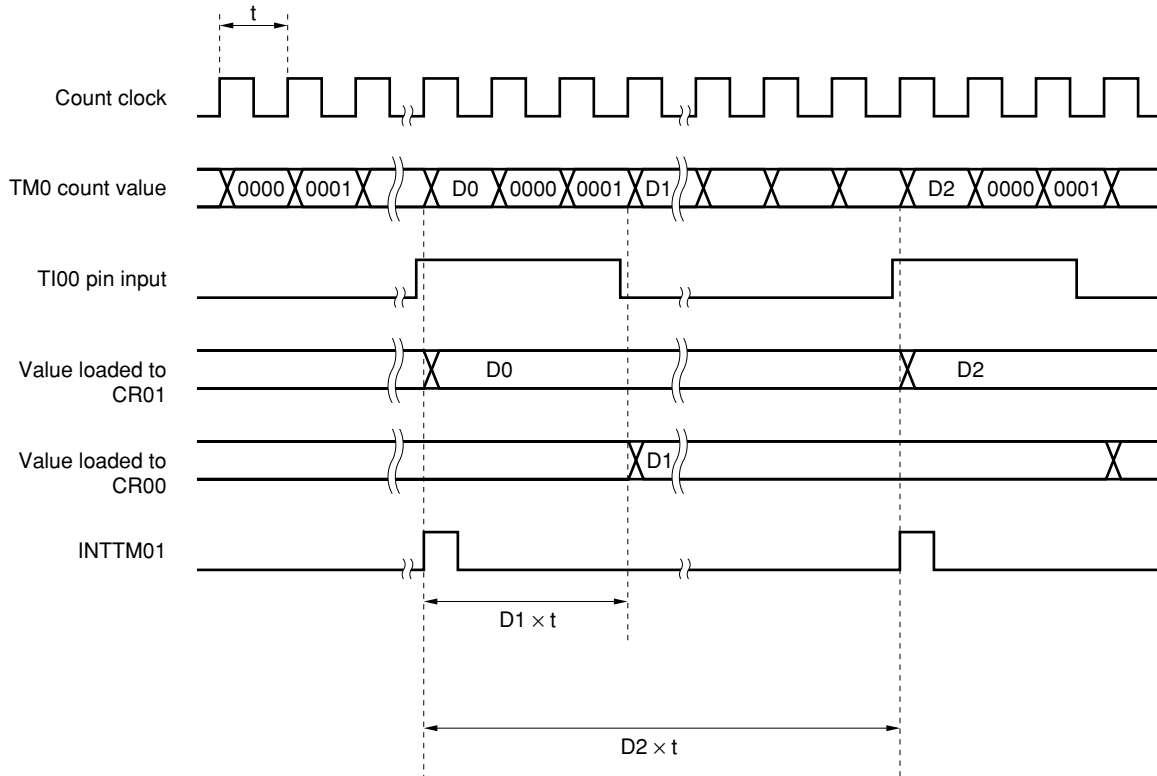 t
Count clock
TM0 count value 0000 0001 D0 0000 0001 D1 D2 0000 0001
TI00 pin input
Value loaded to
CR01
D0 D2
Value loaded to
CR00
D1
INTTM01
D1 × t
D2 × t